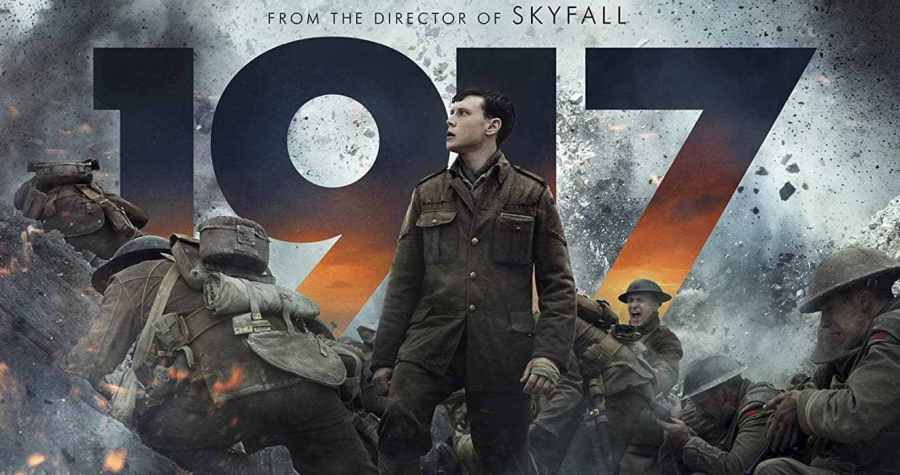 FROM THE DIRECTOR OF SKYFALL
1917